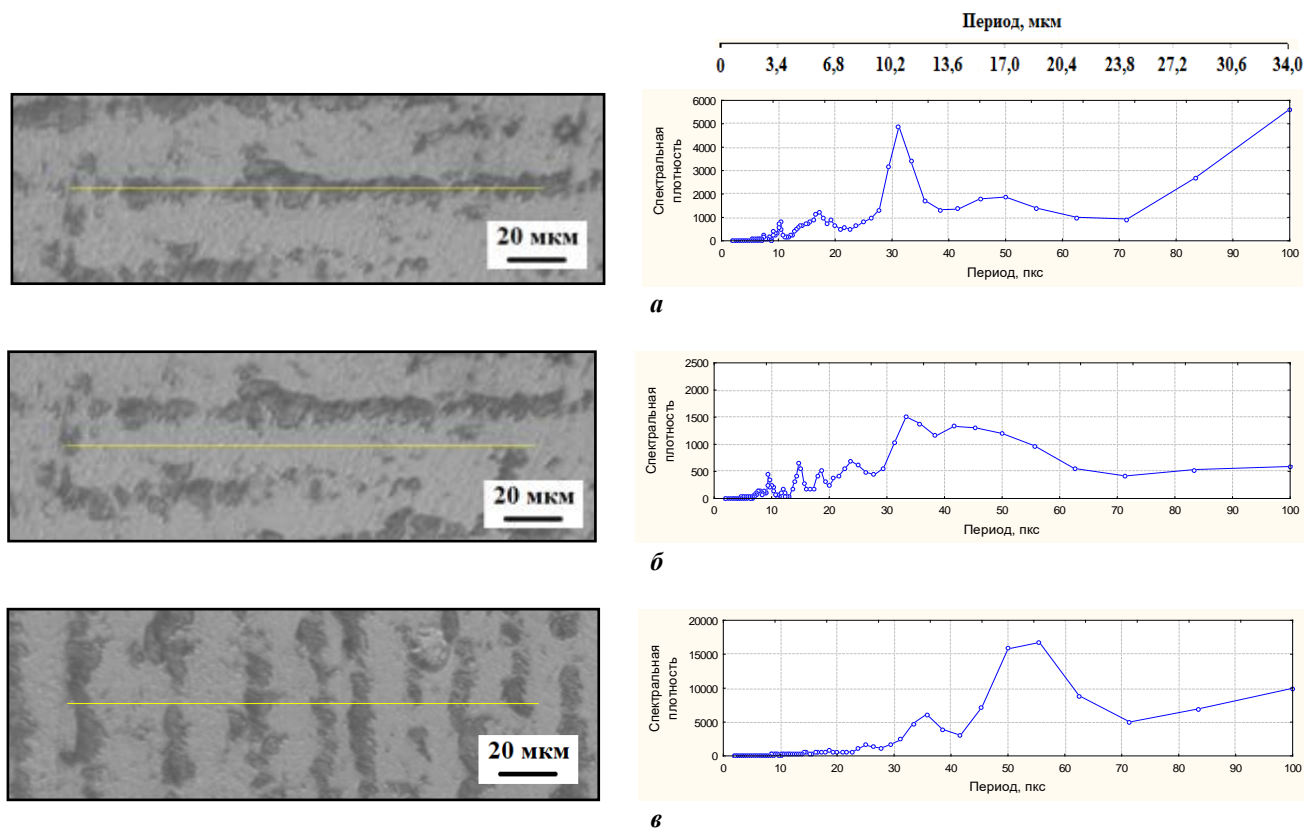 Период, мкм
0 3,4 6,8 10,2 13,6 17,0 20,4 23,8 27,2 30,6 34,0
20 мкм
Спектральная
плотность
6000
5000
4000
3000
2000
1000
0
0 10 20 30 40 50 60 70 80 90 100
Период, пкс
а
20 мкм
Спектральная
плотность
2500
2000
1500
1000
500
0
0 10 20 30 40 50 60 70 80 90 100
Период, пкс
б
20 мкм
Спектральная
плотность
20000
15000
10000
5000
0
0 10 20 30 40 50 60 70 80 90 100
Период, пкс
в